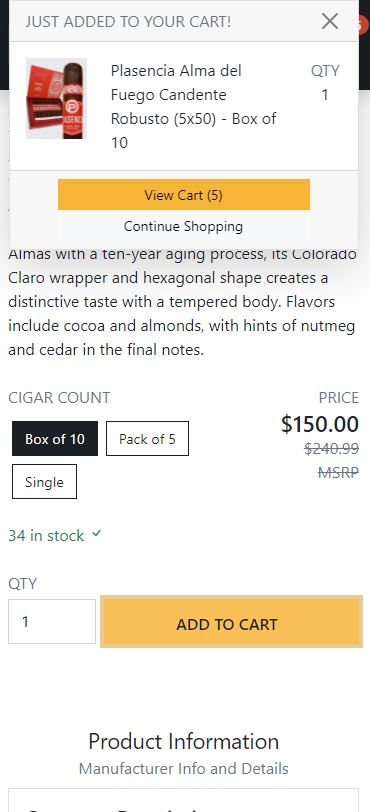 JUST ADDED TO YOUR CART!
5
Plasencia Alma del
Fuego Candente
Robusto (5x50) - Box of
10
QTY
1
View Cart (5)
Continue Shopping
Almas with a ten-year aging process, its Colorado
Claro wrapper and hexagonal shape creates a
distinctive taste with a tempered body. Flavors
include cocoa and almonds, with hints of nutmeg
and cedar in the final notes.
CIGAR COUNT
PRICE
Box of 10
Pass of 5
Single
$150.00
$240.99
MSRP
34 in stock
QTY
1
ADD TO CART
Product Information
Manufacturer Info and Details